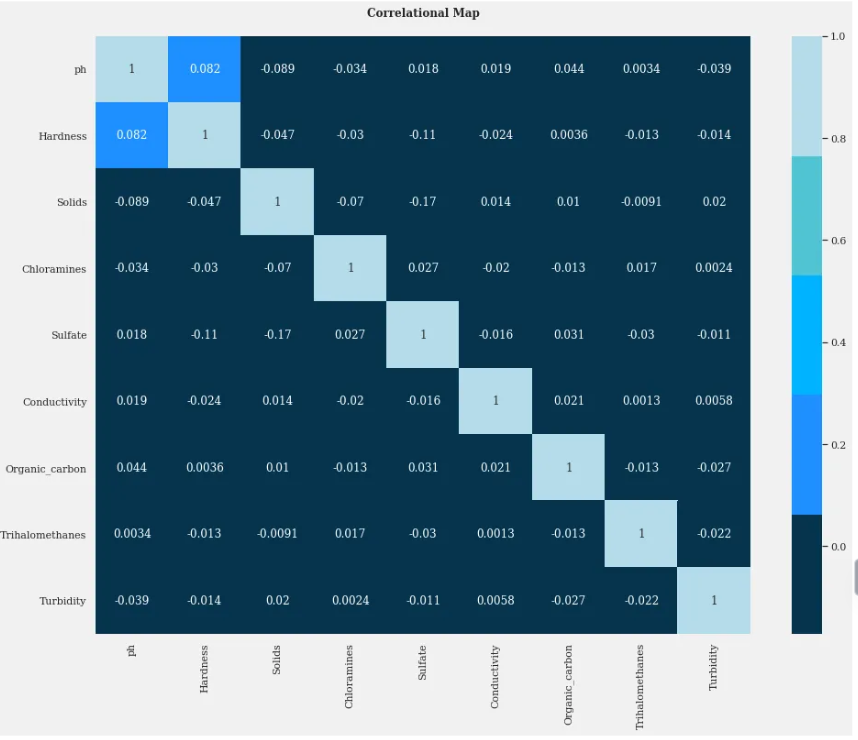 Correlational Map
ph 1 0.082 -0.089 -0.034 0.018 0.019 0.044 0.0034 -0.039
Hardness 0.082 1 -0.047 -0.03 -0.11 -0.024 0.0036 -0.013 -0.014
Solids -0.089 -0.047 1 -0.07 -0.17 0.014 0.01 -0.0091 0.02
Chloramines -0.034 -0.03 -0.07 1 0.027 -0.02 -0.013 0.017 0.0024
Sulfate 0.018 -0.11 -0.17 0.027 1 -0.016 0.031 -0.03 -0.011
Conductivity 0.019 -0.024 0.014 -0.02 -0.016 1 0.021 0.0013 0.0058
Organic_carbon 0.044 0.0036 0.01 -0.013 0.031 0.021 1 -0.013 -0.027
Trihalomethanes 0.0034 -0.013 -0.0091 0.017 -0.03 0.0013 -0.013 1 -0.022
Turbidity -0.039 -0.014 0.02 0.0024 -0.011 0.0058 -0.027 -0.022 1
ph
Hardness
Solids
Chloramines
Sulfate
Conductivity
Organic_carbon
Trihalomethanes
Turbidity
1.0
0.8
0.6
0.4
0.2
0.0